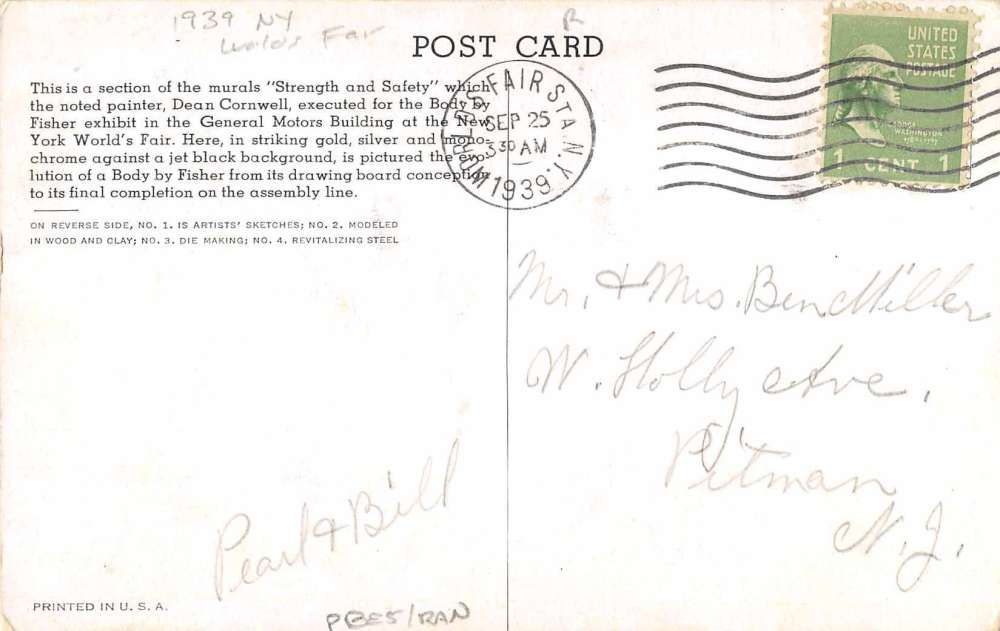 1939 NY
R
POST CARD
This is a section of the murals "Strength and Safety" which
the noted painter, Dean Cornwell, executed for the Body by
Fisher exhibit in the General Motors Building at the New
York World's Fair. Here, in striking gold, silver and mono-
chrome against a jet black background, is pictured the evo-
lution of a Body by Fisher from its drawing board conception
to its final completion on the assembly line.
ON REVERSE SIDE, NO. 1. IS ARTISTS' SKETCHES; NO. 2. MODELED
IN WOOD AND CLAY; NO. 3. DIE MAKING; NO. 4. REVITALIZING STEEL
WORLD'S FAIR STA. N.Y.
SEP 25
3 30 AM
1939
UNITED
STATES
POSTAGE
GEORGE
WASHINGTON
1 CENT 1
Mr. & Mrs. Ben Miller
W. Holly Ave.
Pitman
N. J.
Pearl & Bill
PRINTED IN U. S. A.
PBE5/RAN